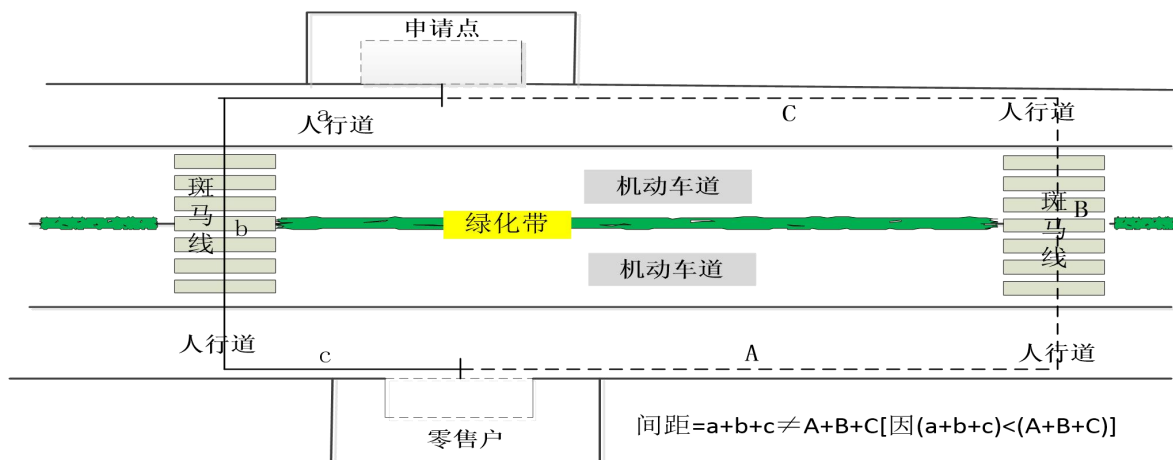 申请点
a
人行道
C
人行道
斑马线
b
机动车道
绿化带
机动车道
斑马线
B
人行道
c
A
人行道
零售户
间距=a+b+c≠A+B+C[因(a+b+c)<(A+B+C)]